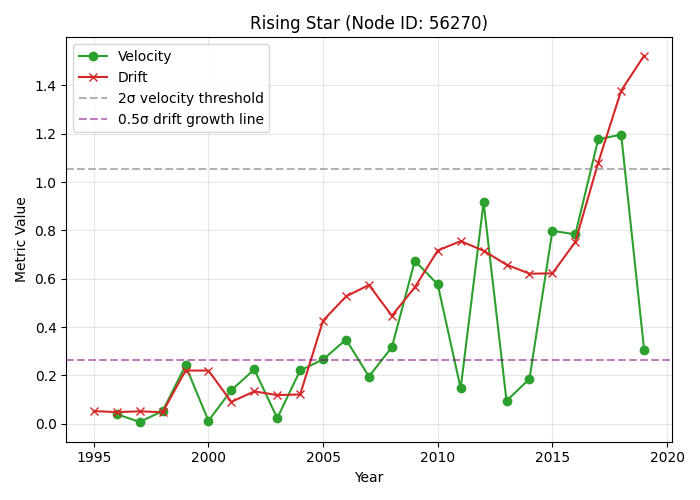 Rising Star (Node ID: 56270)
Velocity
Drift
2σ velocity threshold
0.5σ drift growth line
Metric Value
1.4
1.2
1.0
0.8
0.6
0.4
0.2
0.0
1995 2000 2005 2010 2015 2020
Year